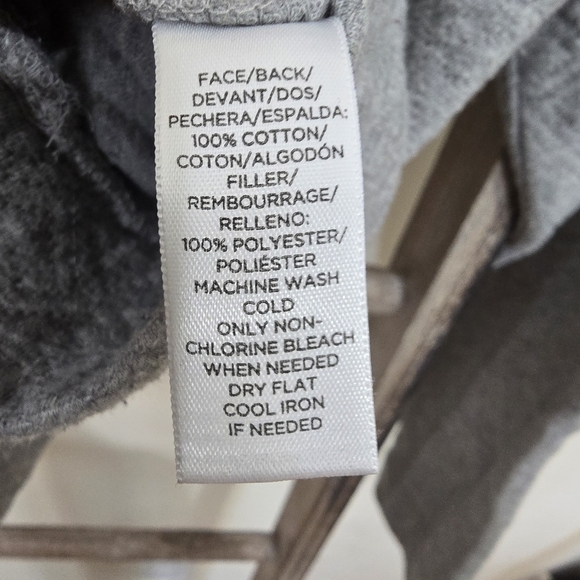 FACE/BACK/
DEVANT/DOS/
PECHERA/ESPALDA:
100% COTTON/
COTON/ALGODÓN
FILLER/
REMBOURRAGE/
RELLENO:
100% POLYESTER/
POLIÉSTER
MACHINE WASH
COLD
ONLY NON-
CHLORINE BLEACH
WHEN NEEDED
DRY FLAT
COOL IRON
IF NEEDED